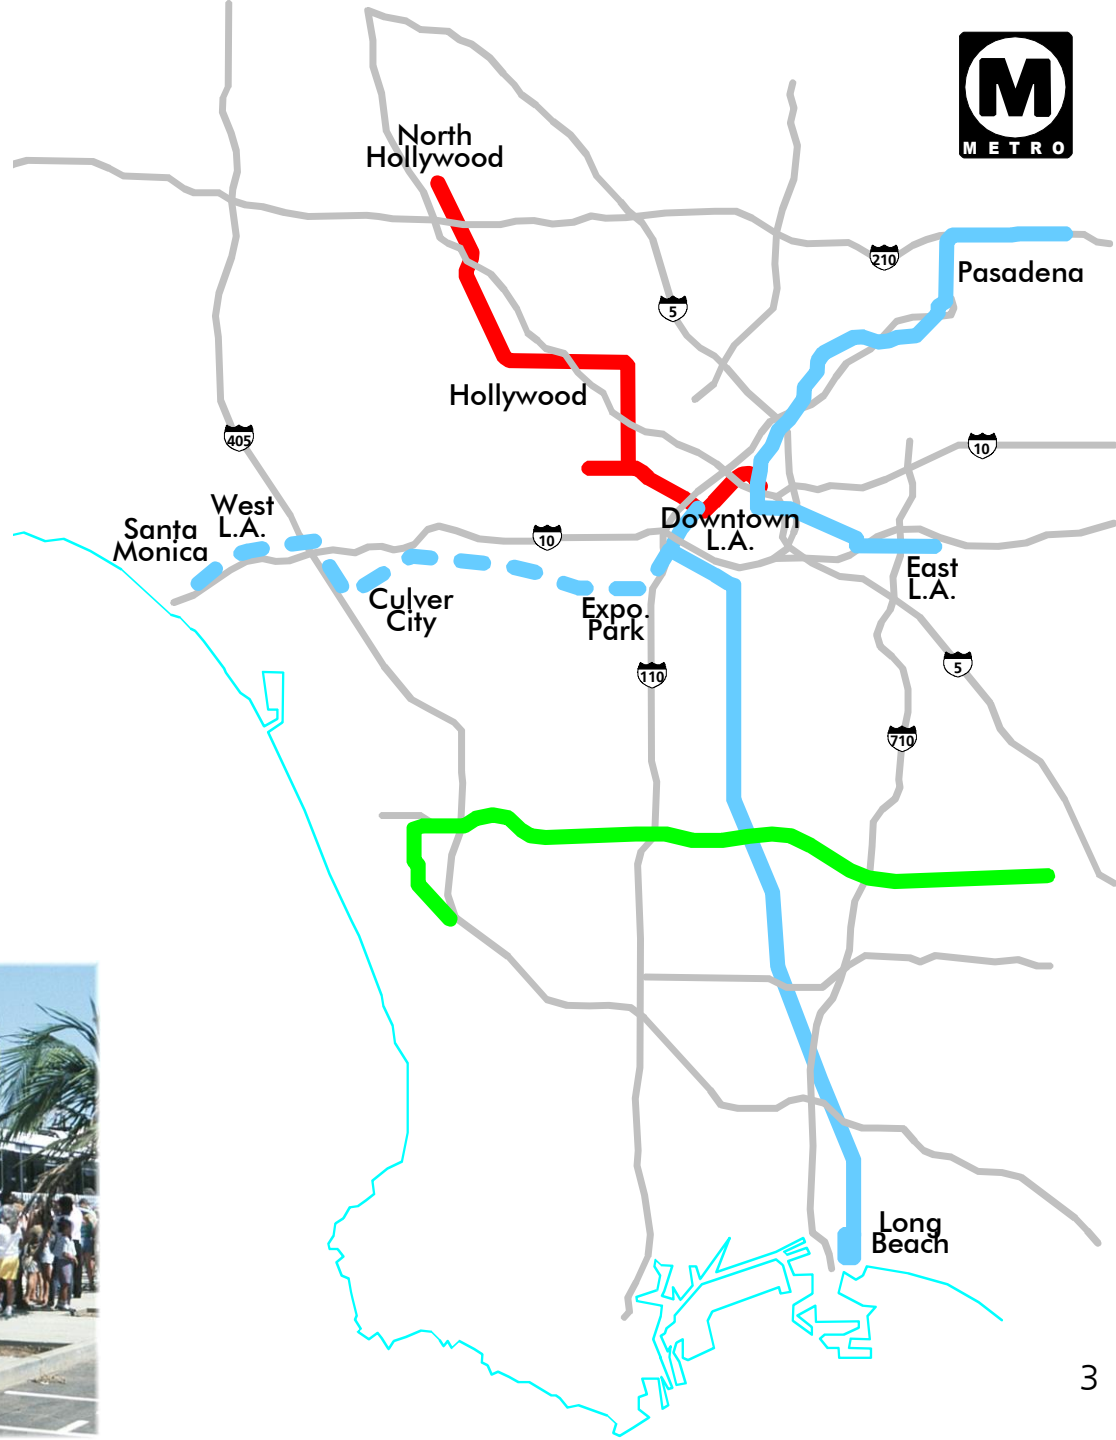 M
METRO
North
Hollywood
210
Pasadena
5
Hollywood
405
10
West
L.A.
Santa
Monica
10
Downtown
L.A.
East
L.A.
Culver
City
Expo.
Park
110
5
710
Long
Beach
3